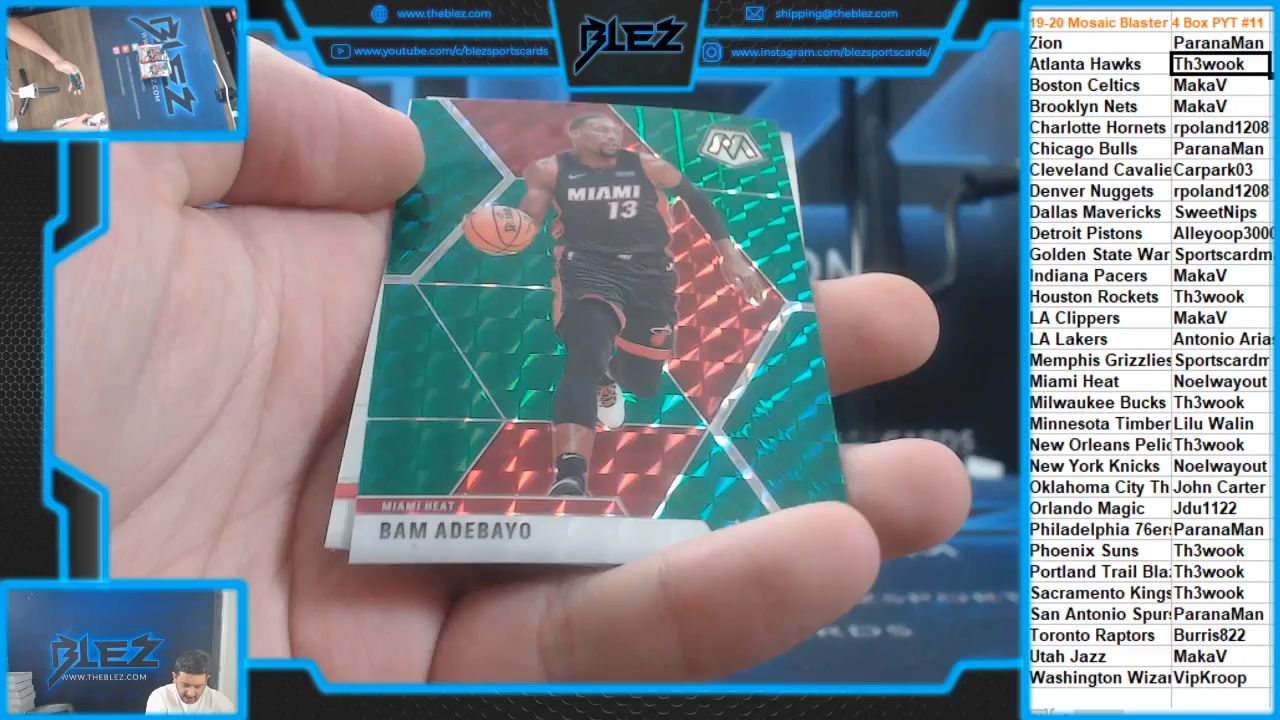 www.theblez.com
www.youtube.com/c/blezsportscards
BLEZ
shipping@theblez.com
www.instagram.com/blezsportscards/
19-20 Mosaic Blaster 4 Box PYT #11
Zion ParanaMan
Atlanta Hawks Th3wook
Boston Celtics MakaV
Brooklyn Nets MakaV
Charlotte Hornets rpoland1208
Chicago Bulls ParanaMan
Cleveland Cavalie Carpark03
Denver Nuggets rpoland1208
Dallas Mavericks SweetNips
Detroit Pistons Alleyoop3000
Golden State War Sportscardm
Indiana Pacers MakaV
Houston Rockets Th3wook
LA Clippers MakaV
LA Lakers Antonio Arias
Memphis Grizzlies Sportscardm
Miami Heat Noelwayout
Milwaukee Bucks Th3wook
Minnesota Timber Lilu Walin
New Orleans Pelic Th3wook
New York Knicks Noelwayout
Oklahoma City Th John Carter
Orlando Magic Jdu1122
Philadelphia 76ers ParanaMan
Phoenix Suns Th3wook
Portland Trail Blaz Th3wook
Sacramento Kings Th3wook
San Antonio Spurs ParanaMan
Toronto Raptors Burris822
Utah Jazz MakaV
Washington Wizar VipKroop
MIAMI
13
MIAMI HEAT
BAM ADEBAYO
BLEZ
BLEZ
WWW.THEBLEZ.COM